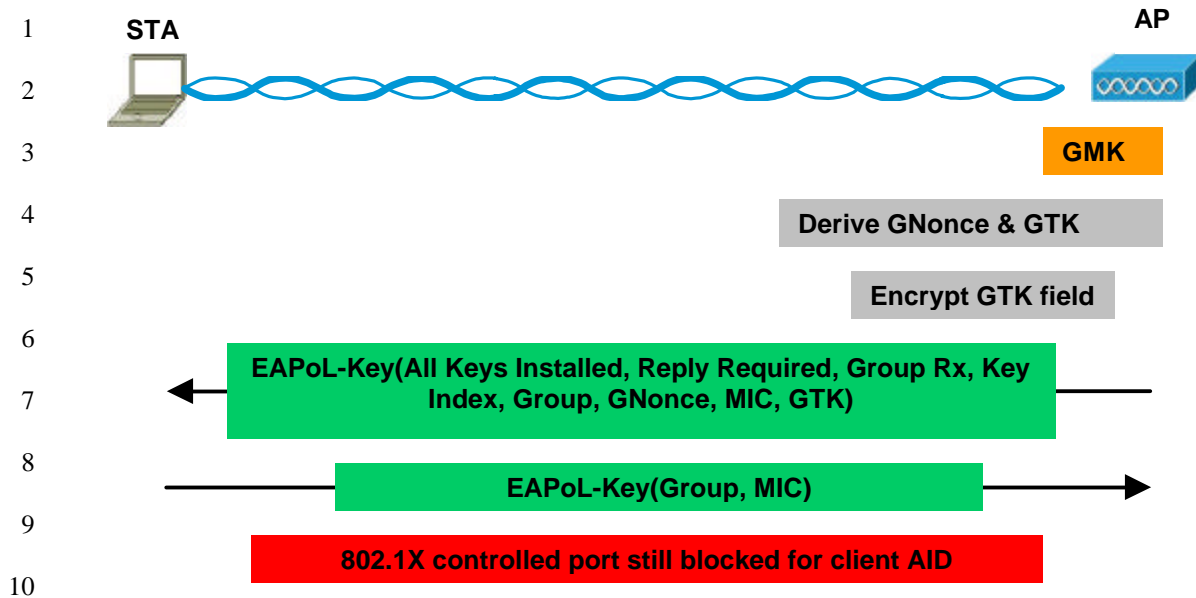 1
STA
AP
2
3
GMK
4
Derive GNonce & GTK
5
Encrypt GTK field
6
EAPoL-Key(All Keys Installed, Reply Required, Group Rx, Key
7
Index, Group, GNonce, MIC, GTK)
8
EAPoL-Key(Group, MIC)
9
802.1X controlled port still blocked for client AID
10